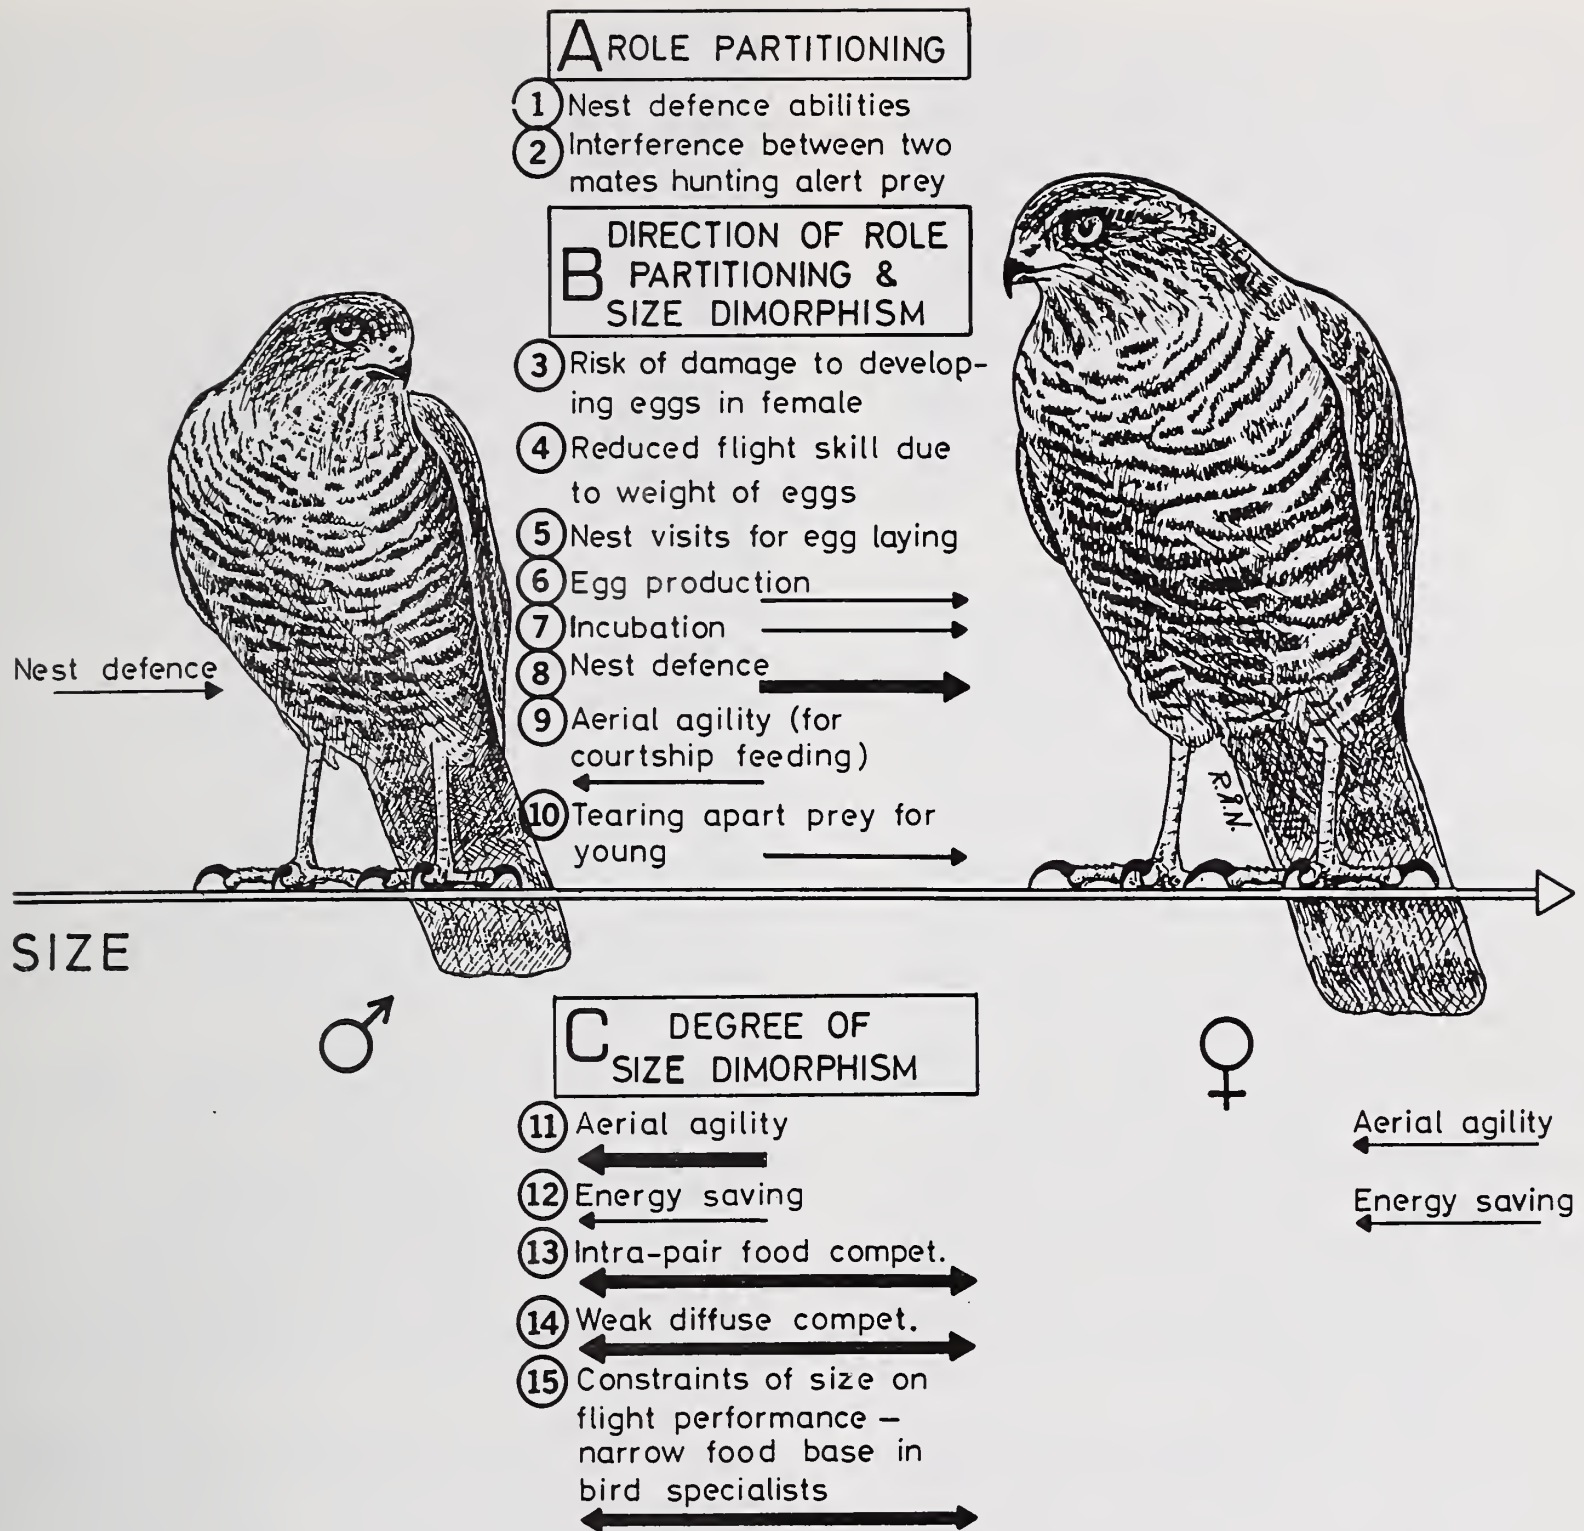 A ROLE PARTITIONING
1 Nest defence abilities
2 Interference between two
mates hunting alert prey
B DIRECTION OF ROLE
PARTITIONING &
SIZE DIMORPHISM
3 Risk of damage to develop-
ing eggs in female
4 Reduced flight skill due
to weight of eggs
5 Nest visits for egg laying
6 Egg production
7 Incubation
8 Nest defence
9 Aerial agility (for
courtship feeding)
10 Tearing apart prey for
young
Nest defence
R.Å.N.
SIZE
♂
♀
C DEGREE OF
SIZE DIMORPHISM
11 Aerial agility
12 Energy saving
13 Intra-pair food compet.
14 Weak diffuse compet.
15 Constraints of size on
flight performance –
narrow food base in
bird specialists
Aerial agility
Energy saving